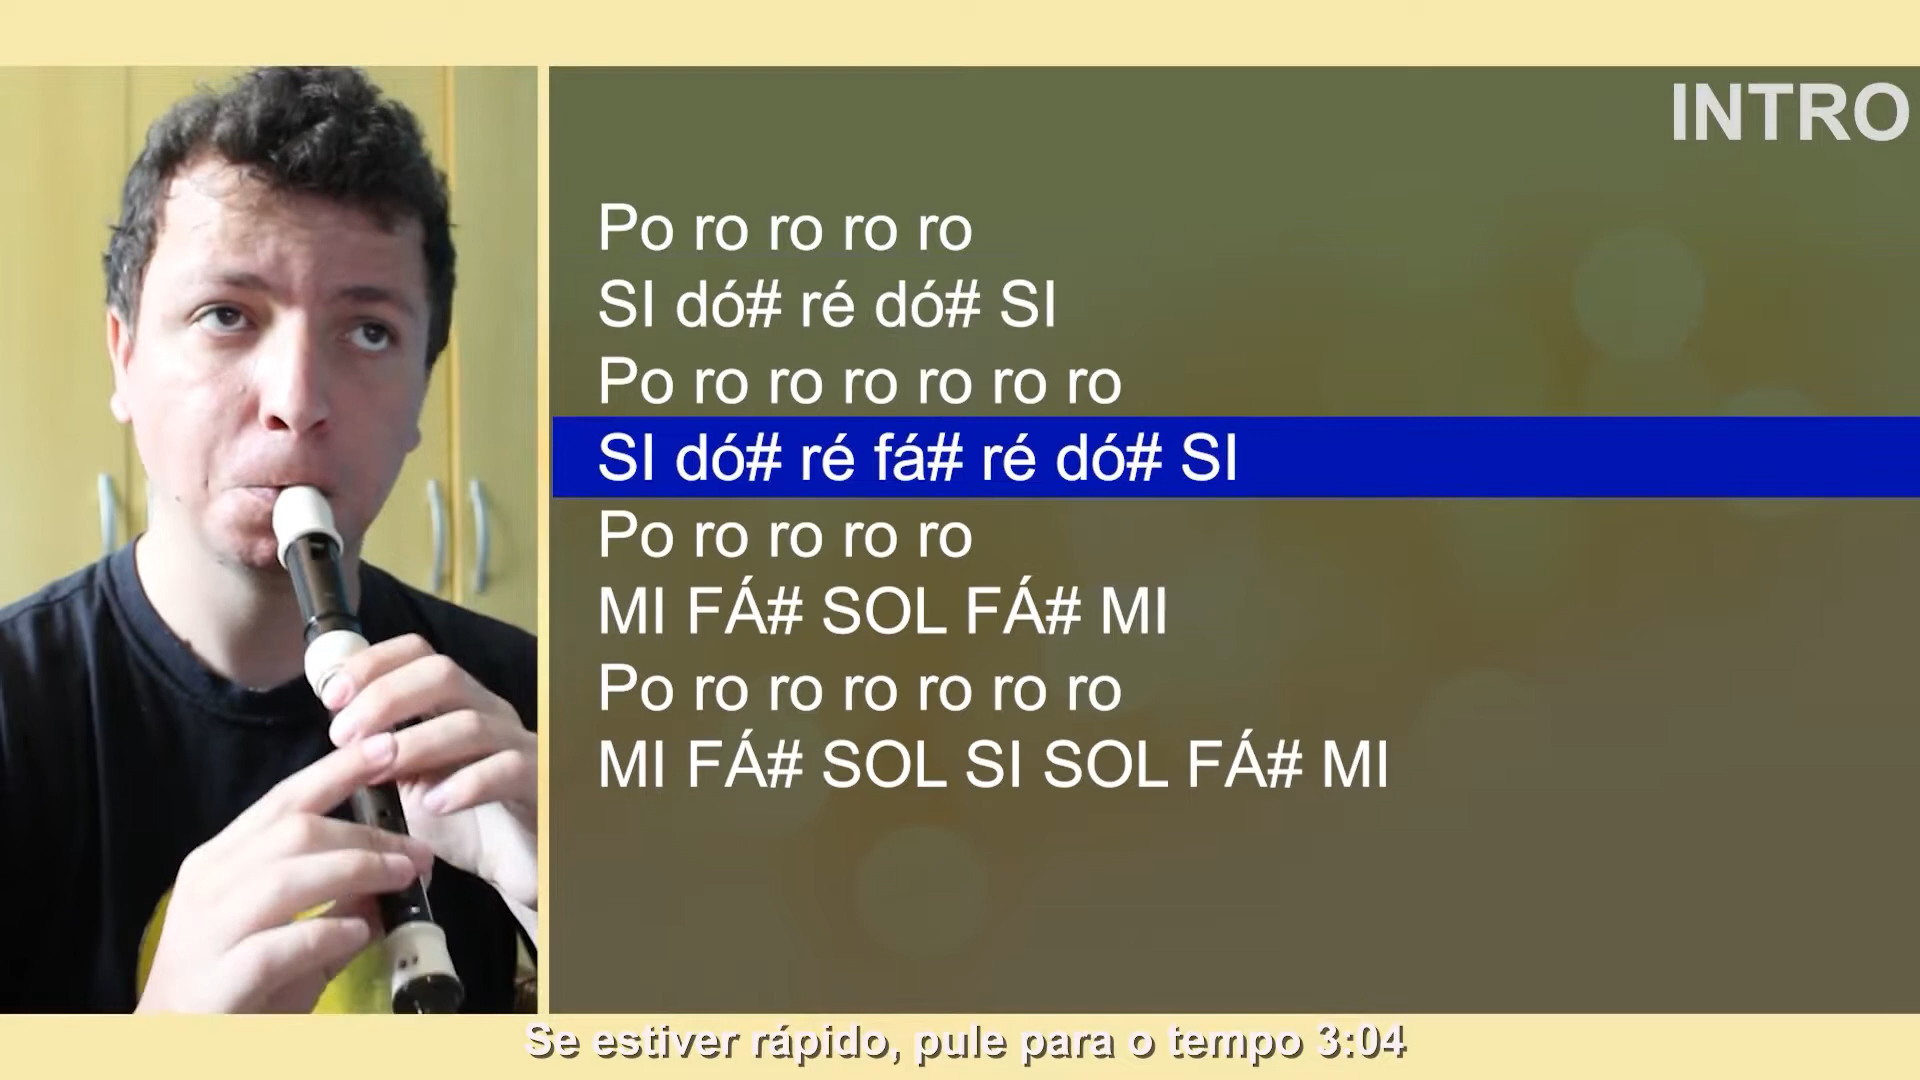 INTRO
Po ro ro ro ro
SI dó# ré dó# SI
Po ro ro ro ro ro ro
SI dó# ré fá# ré dó# SI
Po ro ro ro ro
MI FÁ# SOL FÁ# MI
Po ro ro ro ro ro ro
MI FÁ# SOL SI SOL FÁ# MI
Se estiver rápido, pule para o tempo 3:04